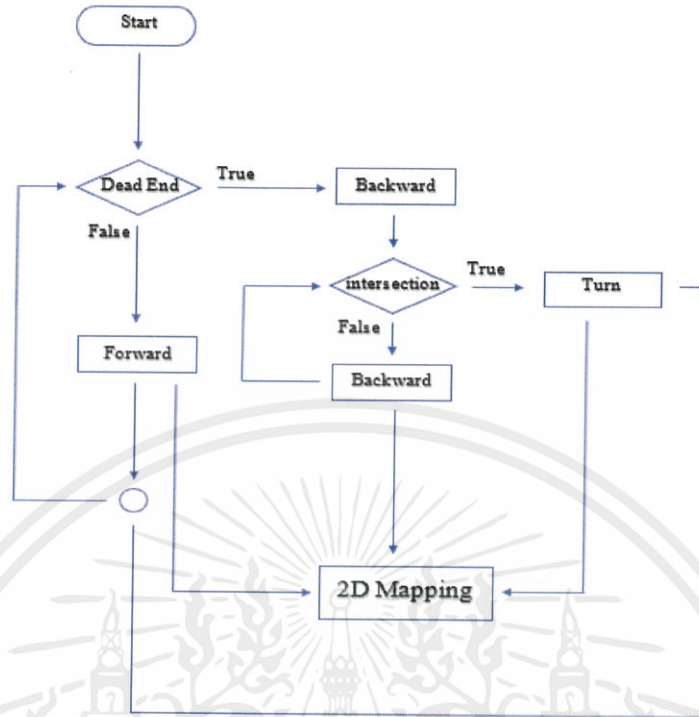 Start
Dead End
True
Backward
False
intersection
True
Turn
False
Forward
Backward
2D Mapping